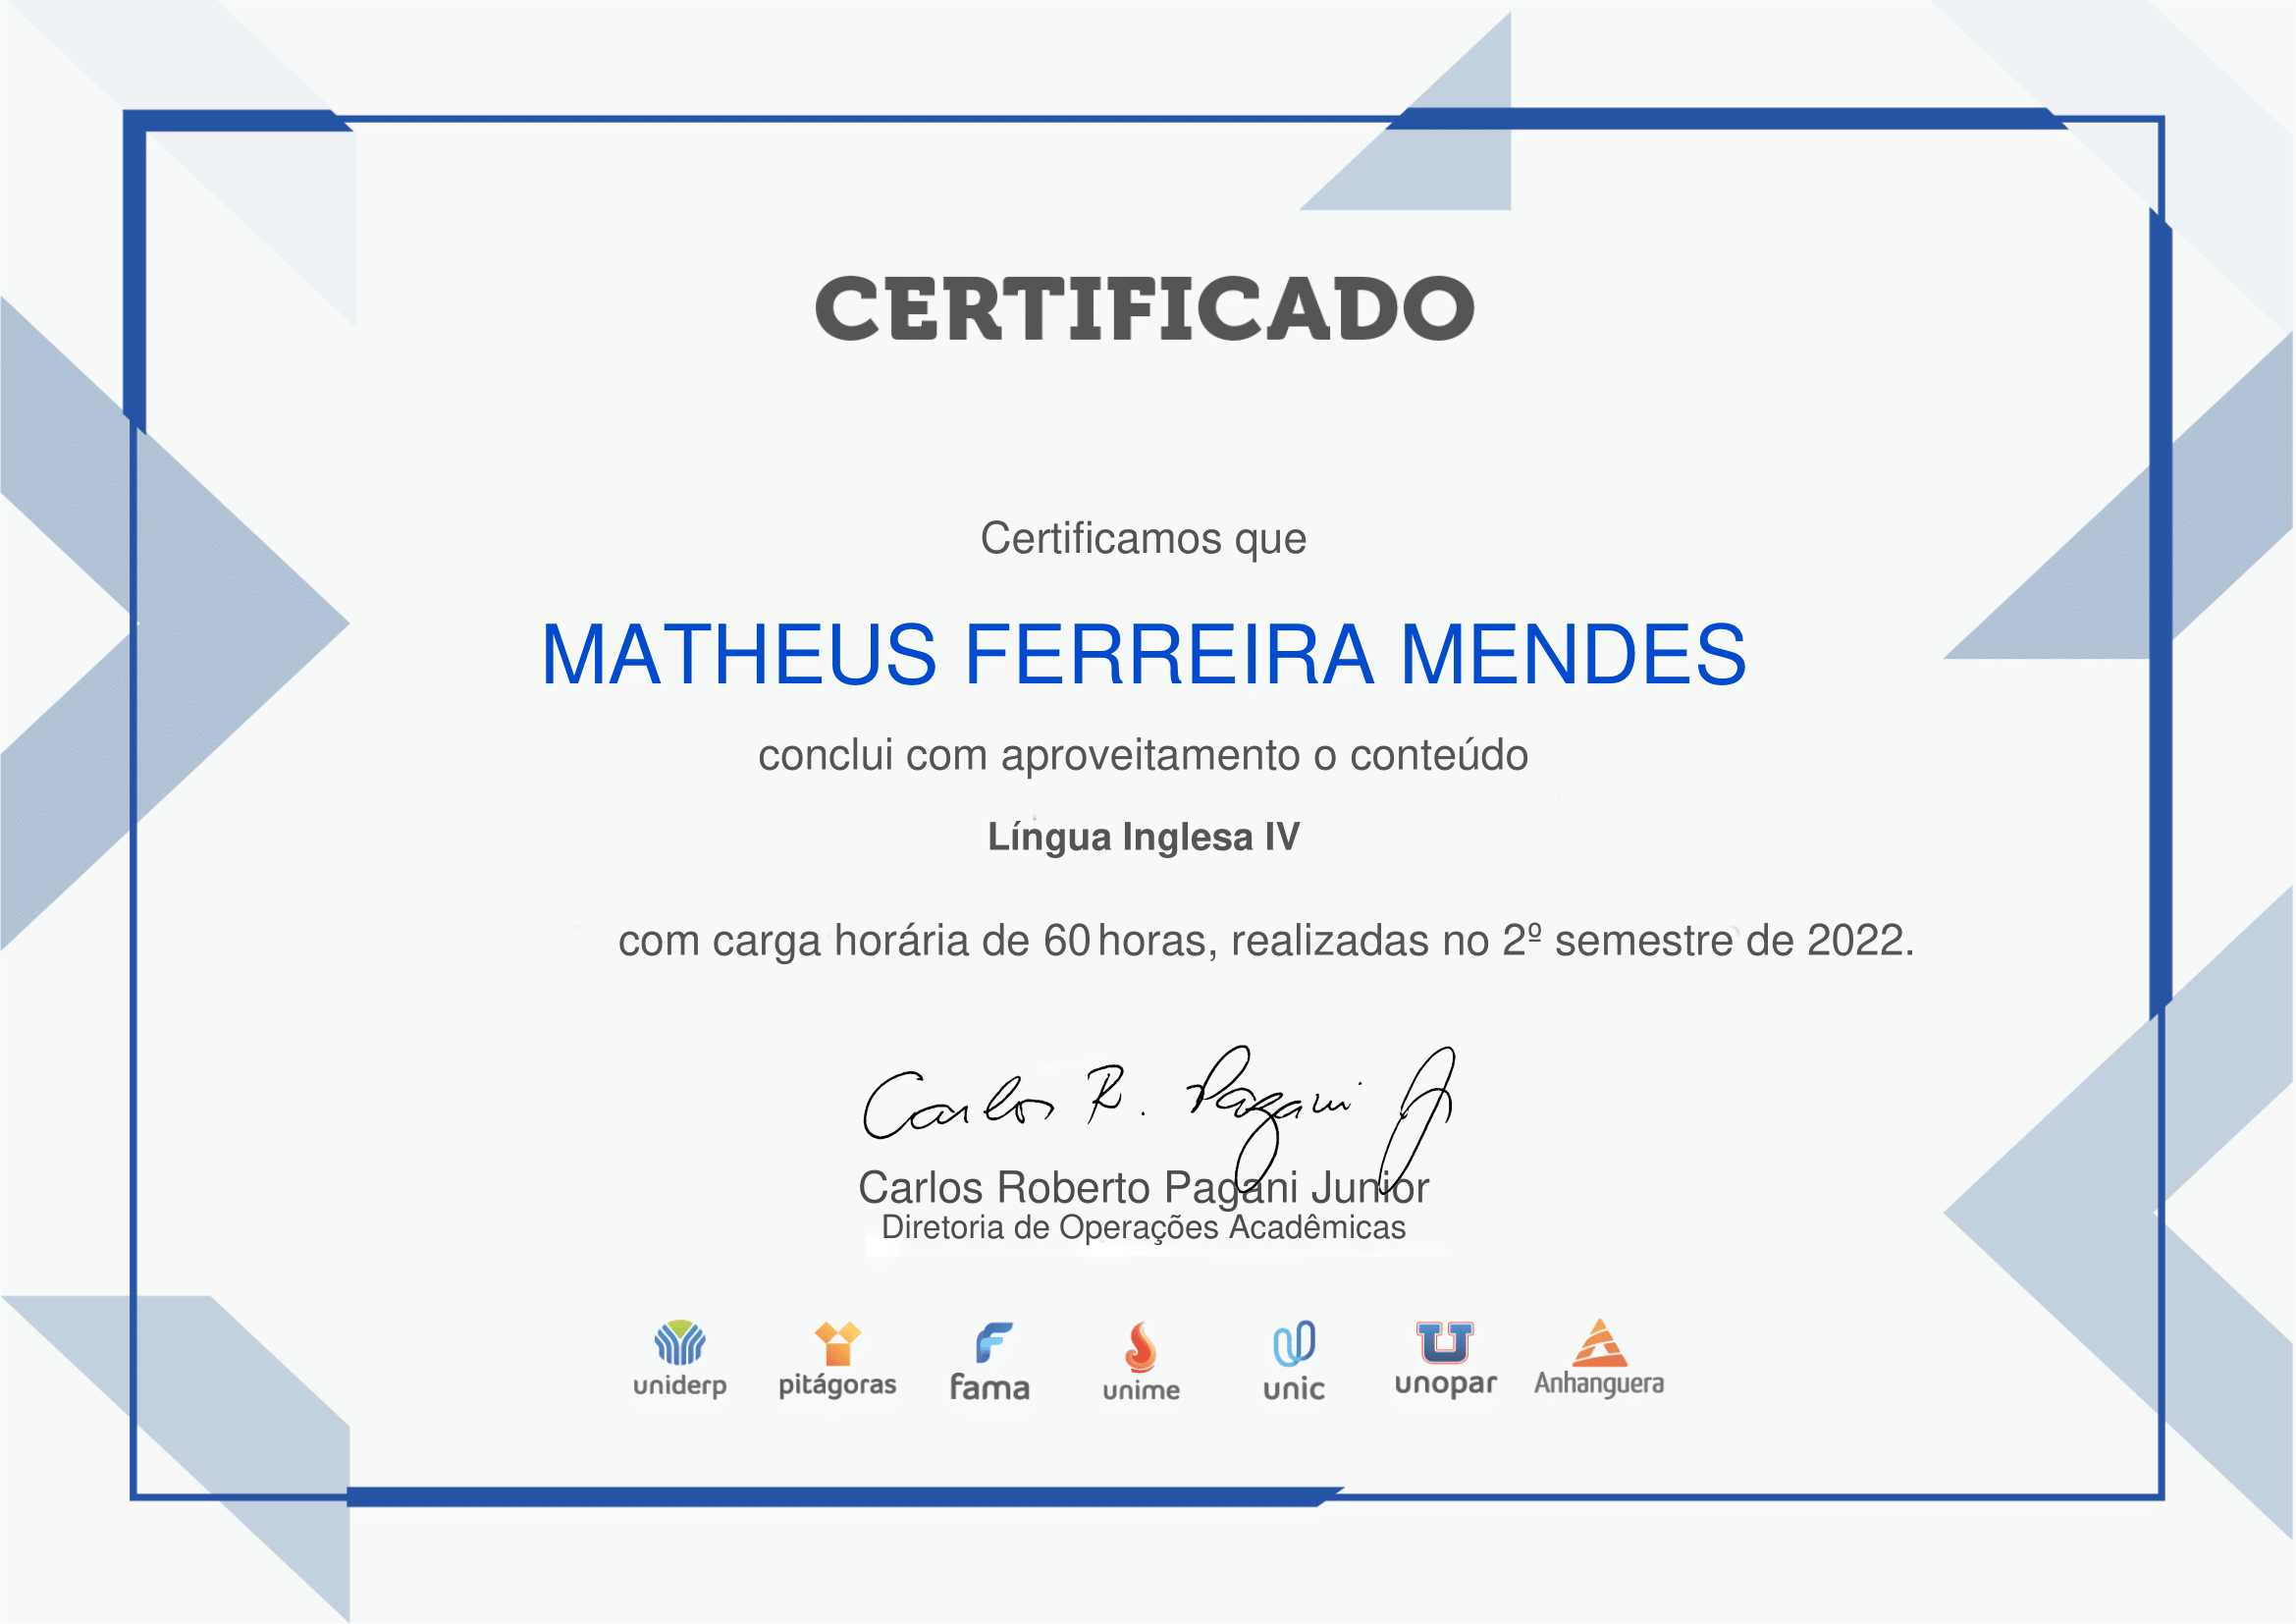 CERTIFICADO
Certificamos que
MATHEUS FERREIRA MENDES
conclui com aproveitamento o conteúdo
Língua Inglesa IV
com carga horária de 60 horas, realizadas no 2º semestre de 2022.
Carlos R. Pagani Jr
Carlos Roberto Pagani Junior
Diretoria de Operações Acadêmicas
uniderp pitágoras fama unime unic unopar Anhanguera